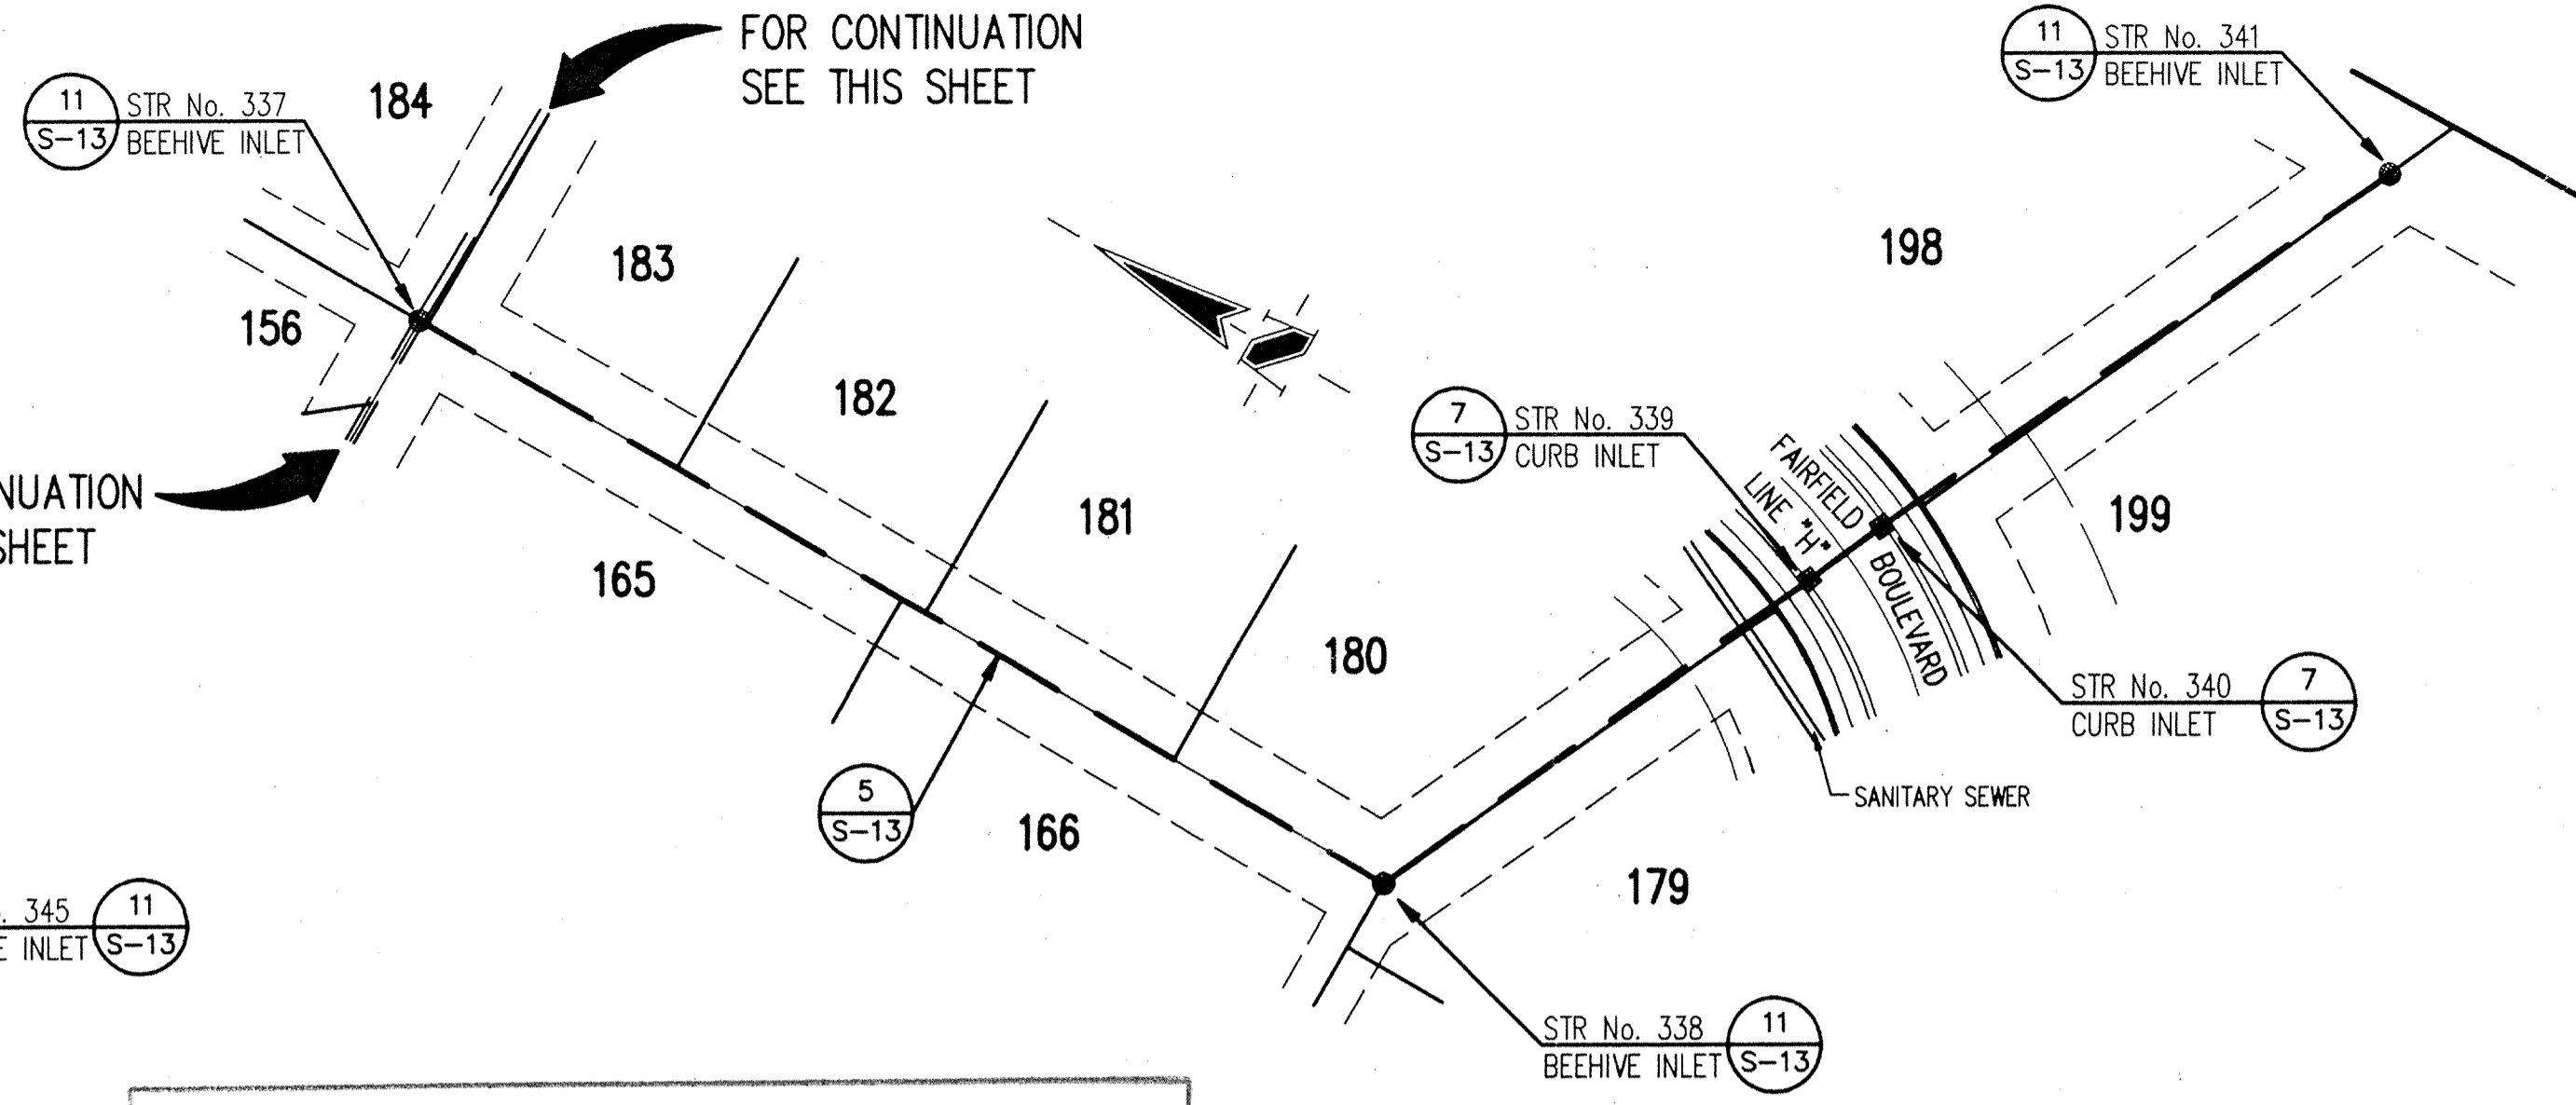 FOR CONTINUATION
SEE THIS SHEET
11
S-13
STR No. 337
BEEHIVE INLET
184
11
S-13
STR No. 341
BEEHIVE INLET
183
198
156
182
7
S-13
STR No. 339
CURB INLET
FAIRFIELD
LINE "H"
BOULEVARD
NUATION
SHEET
181
199
165
180
STR No. 340
CURB INLET
7
S-13
5
S-13
SANITARY SEWER
166
179
. 345
E INLET
11
S-13
STR No. 338
BEEHIVE INLET
11
S-13